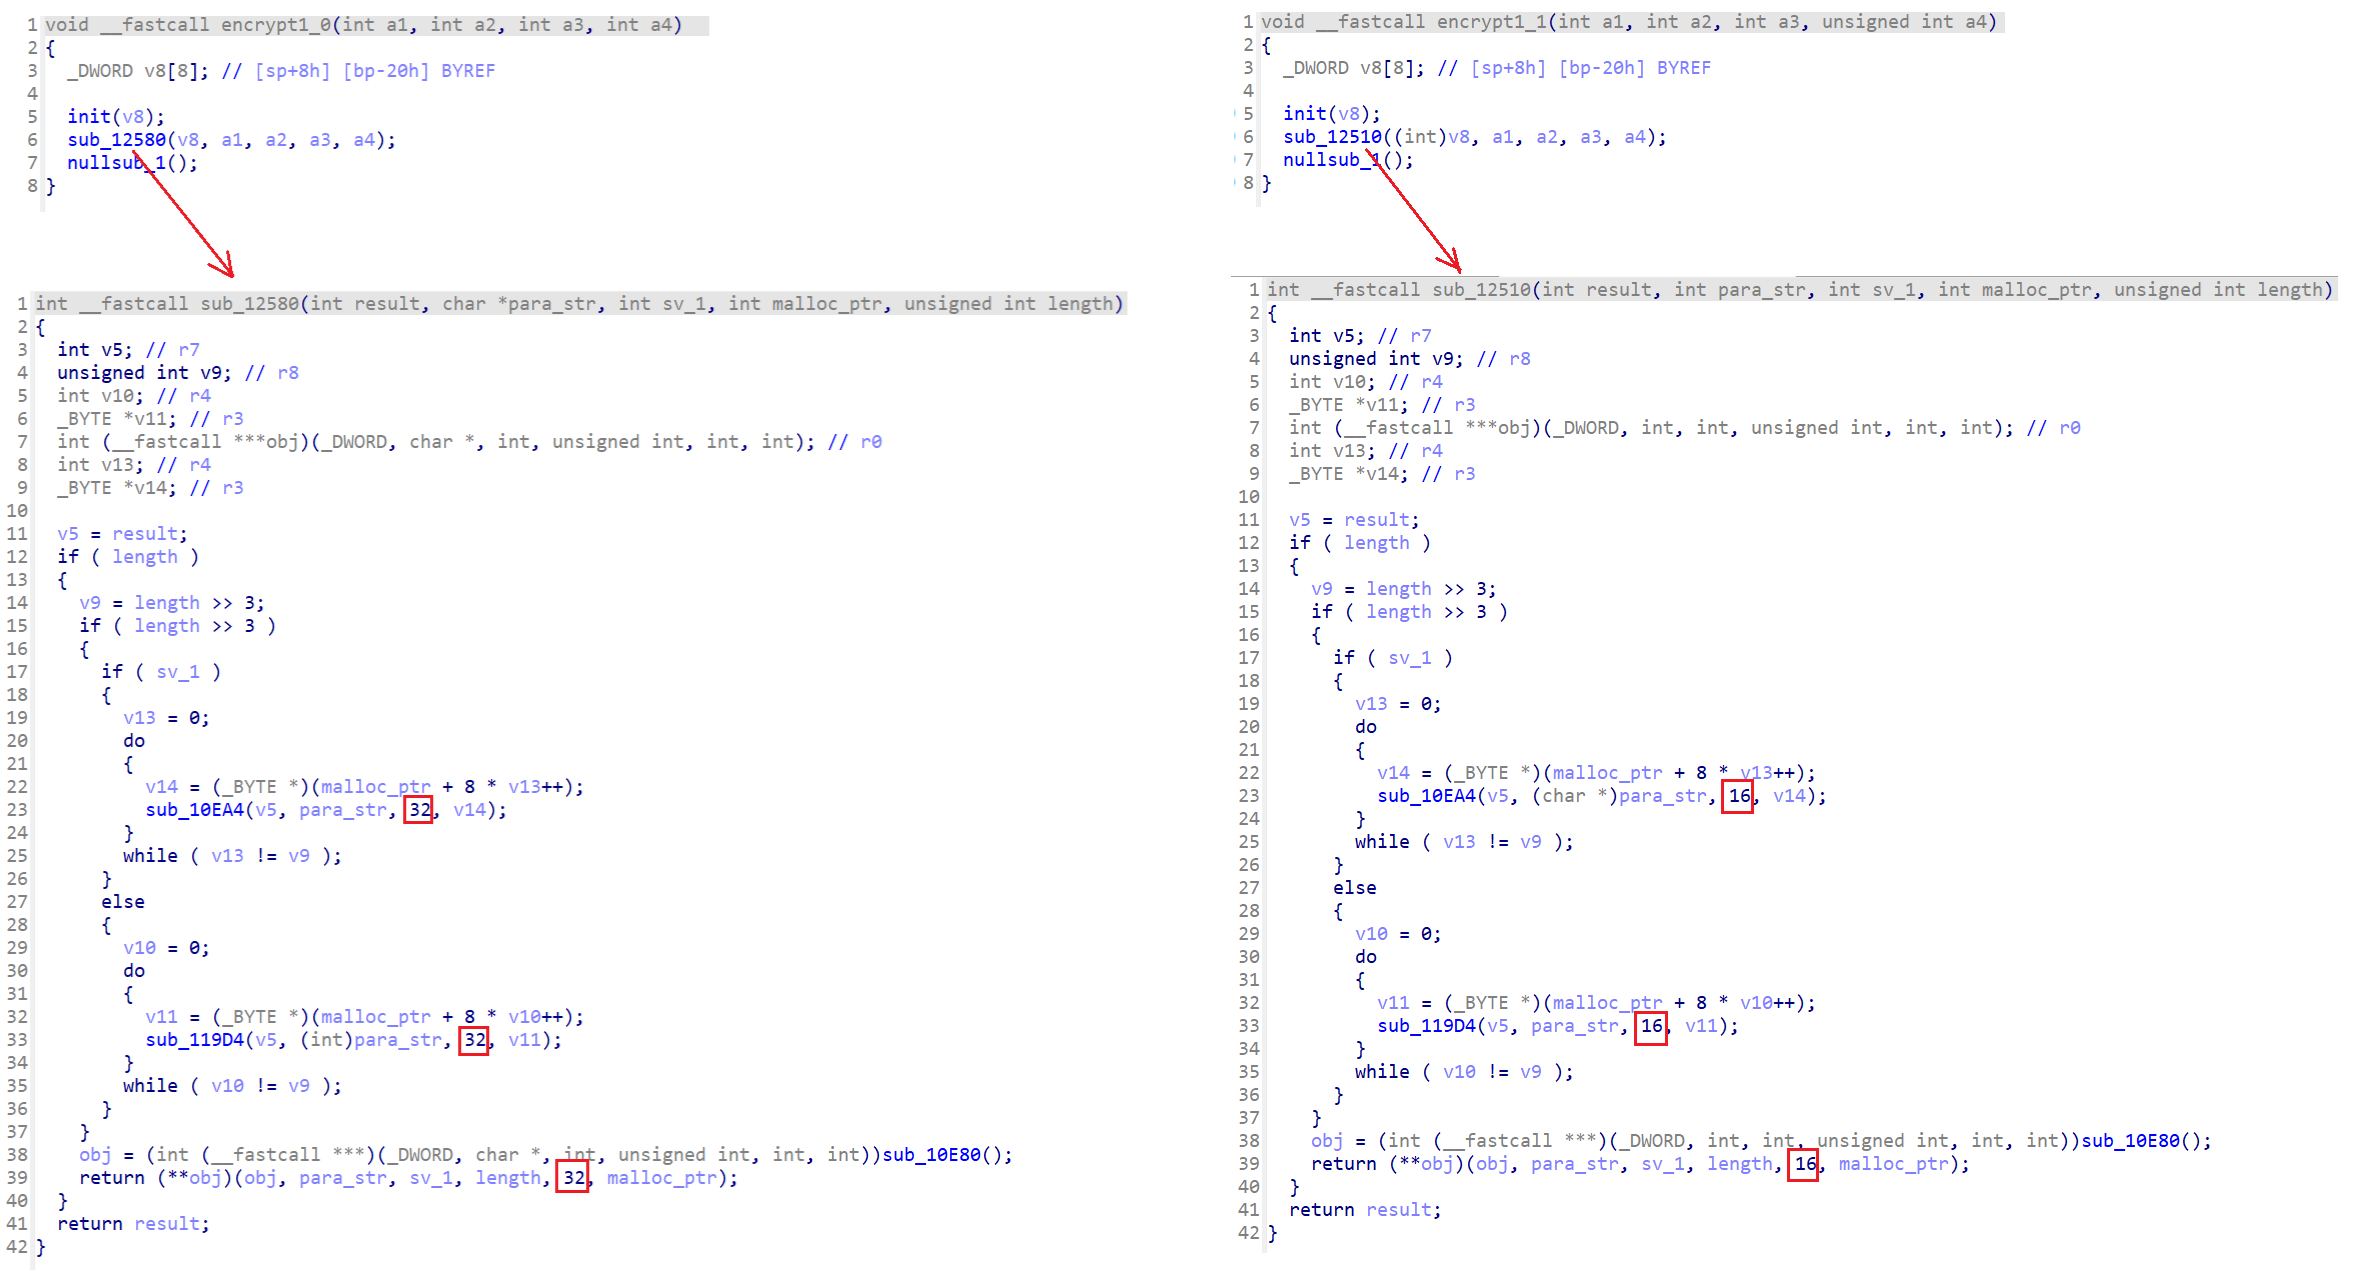 1 void __fastcall encrypt1_0(int a1, int a2, int a3, int a4)
2 {
3   _DWORD v8[8]; // [sp+8h] [bp-20h] BYREF
4
5   init(v8);
6   sub_12580(v8, a1, a2, a3, a4);
7   nullsub_1();
8 }
1 int __fastcall sub_12580(int result, char *para_str, int sv_1, int malloc_ptr, unsigned int length)
2 {
3   int v5; // r7
4   unsigned int v9; // r8
5   int v10; // r4
6   _BYTE *v11; // r3
7   int (__fastcall ***obj)(_DWORD, char *, int, unsigned int, int, int); // r0
8   int v13; // r4
9   _BYTE *v14; // r3
10
11   v5 = result;
12   if ( length )
13   {
14     v9 = length >> 3;
15     if ( length >> 3 )
16     {
17       if ( sv_1 )
18       {
19         v13 = 0;
20         do
21         {
22           v14 = (_BYTE *)(malloc_ptr + 8 * v13++);
23           sub_10EA4(v5, para_str, 32, v14);
24         }
25         while ( v13 != v9 );
26       }
27       else
28       {
29         v10 = 0;
30         do
31         {
32           v11 = (_BYTE *)(malloc_ptr + 8 * v10++);
33           sub_119D4(v5, (int)para_str, 32, v11);
34         }
35         while ( v10 != v9 );
36       }
37     }
38     obj = (int (__fastcall ***)(_DWORD, char *, int, unsigned int, int, int))sub_10E80();
39     return (**obj)(obj, para_str, sv_1, length, 32, malloc_ptr);
40   }
41   return result;
42 }
1 void __fastcall encrypt1_1(int a1, int a2, int a3, unsigned int a4)
2 {
3   _DWORD v8[8]; // [sp+8h] [bp-20h] BYREF
4
5   init(v8);
6   sub_12510((int)v8, a1, a2, a3, a4);
7   nullsub_1();
8 }
1 int __fastcall sub_12510(int result, int para_str, int sv_1, int malloc_ptr, unsigned int length)
2 {
3   int v5; // r7
4   unsigned int v9; // r8
5   int v10; // r4
6   _BYTE *v11; // r3
7   int (__fastcall ***obj)(_DWORD, int, int, unsigned int, int, int); // r0
8   int v13; // r4
9   _BYTE *v14; // r3
10
11   v5 = result;
12   if ( length )
13   {
14     v9 = length >> 3;
15     if ( length >> 3 )
16     {
17       if ( sv_1 )
18       {
19         v13 = 0;
20         do
21         {
22           v14 = (_BYTE *)(malloc_ptr + 8 * v13++);
23           sub_10EA4(v5, (char *)para_str, 16, v14);
24         }
25         while ( v13 != v9 );
26       }
27       else
28       {
29         v10 = 0;
30         do
31         {
32           v11 = (_BYTE *)(malloc_ptr + 8 * v10++);
33           sub_119D4(v5, para_str, 16, v11);
34         }
35         while ( v10 != v9 );
36       }
37     }
38     obj = (int (__fastcall ***)(_DWORD, int, int, unsigned int, int, int))sub_10E80();
39     return (**obj)(obj, para_str, sv_1, length, 16, malloc_ptr);
40   }
41   return result;
42 }